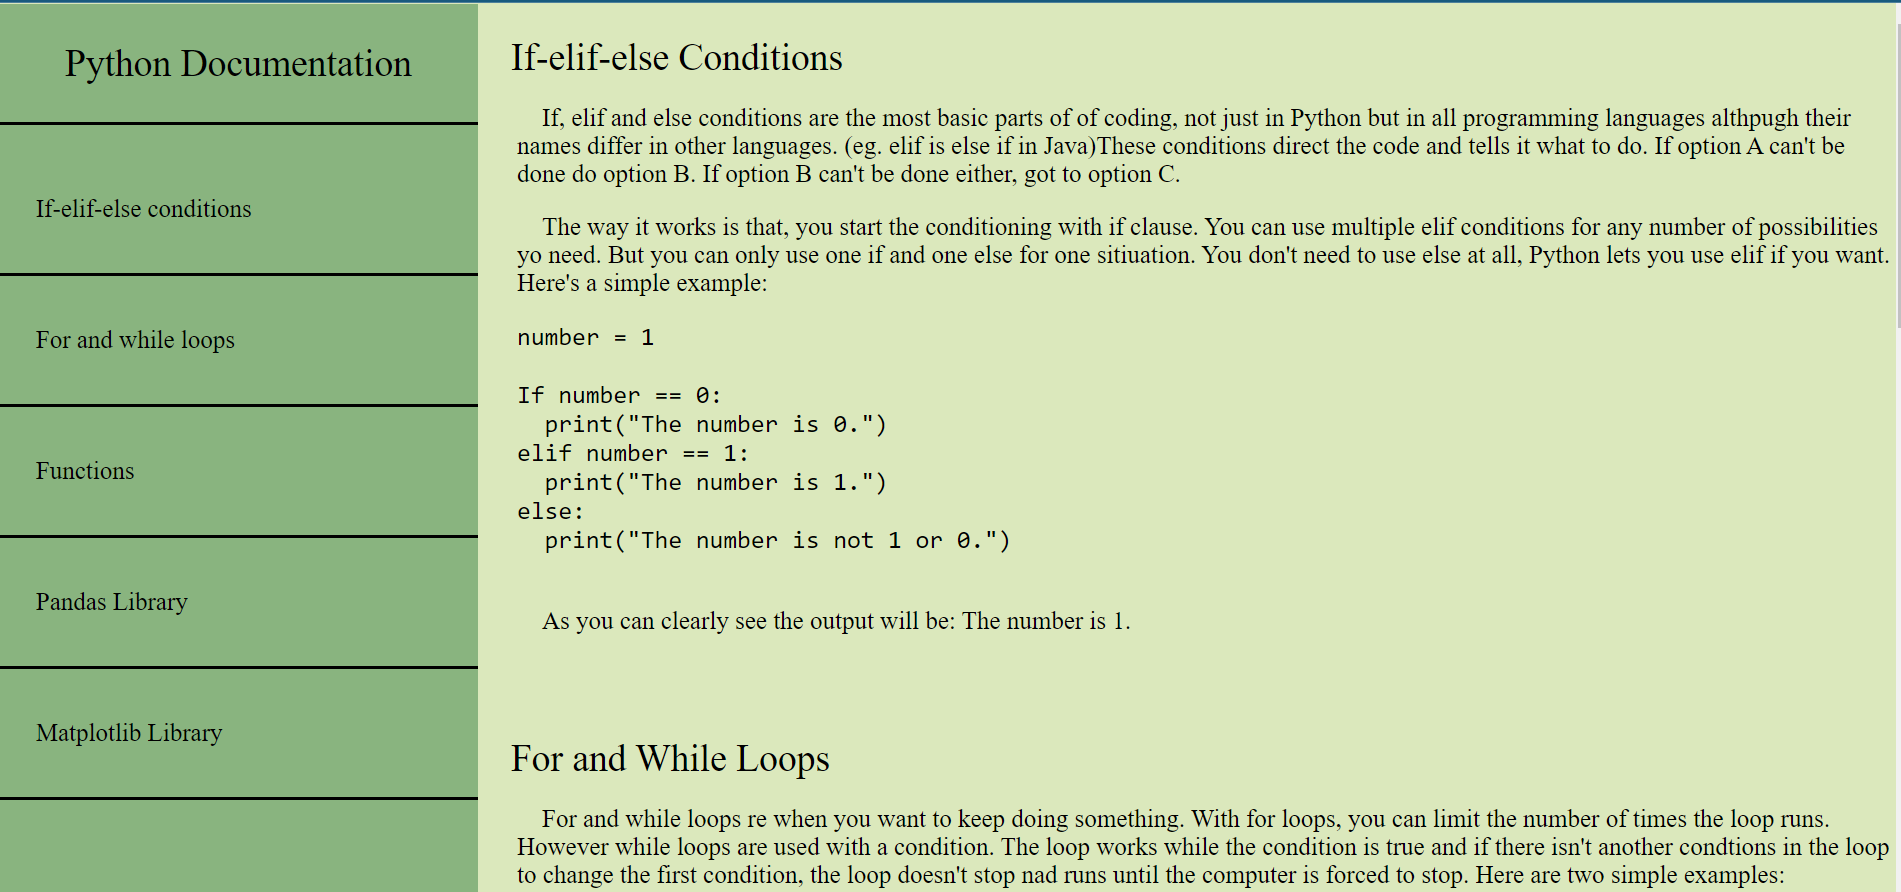 Python Documentation
If-elif-else conditions
For and while loops
Functions
Pandas Library
Matplotlib Library
If-elif-else Conditions
If, elif and else conditions are the most basic parts of of coding, not just in Python but in all programming languages althpugh their
names differ in other languages. (eg. elif is else if in Java)These conditions direct the code and tells it what to do. If option A can't be
done do option B. If option B can't be done either, got to option C.
The way it works is that, you start the conditioning with if clause. You can use multiple elif conditions for any number of possibilities
yo need. But you can only use one if and one else for one sitiuation. You don't need to use else at all, Python lets you use elif if you want.
Here's a simple example:
number = 1
If number == 0:
  print("The number is 0.")
elif number == 1:
  print("The number is 1.")
else:
  print("The number is not 1 or 0.")
As you can clearly see the output will be: The number is 1.
For and While Loops
For and while loops re when you want to keep doing something. With for loops, you can limit the number of times the loop runs.
However while loops are used with a condition. The loop works while the condition is true and if there isn't another condtions in the loop
to change the first condition, the loop doesn't stop nad runs until the computer is forced to stop. Here are two simple examples: